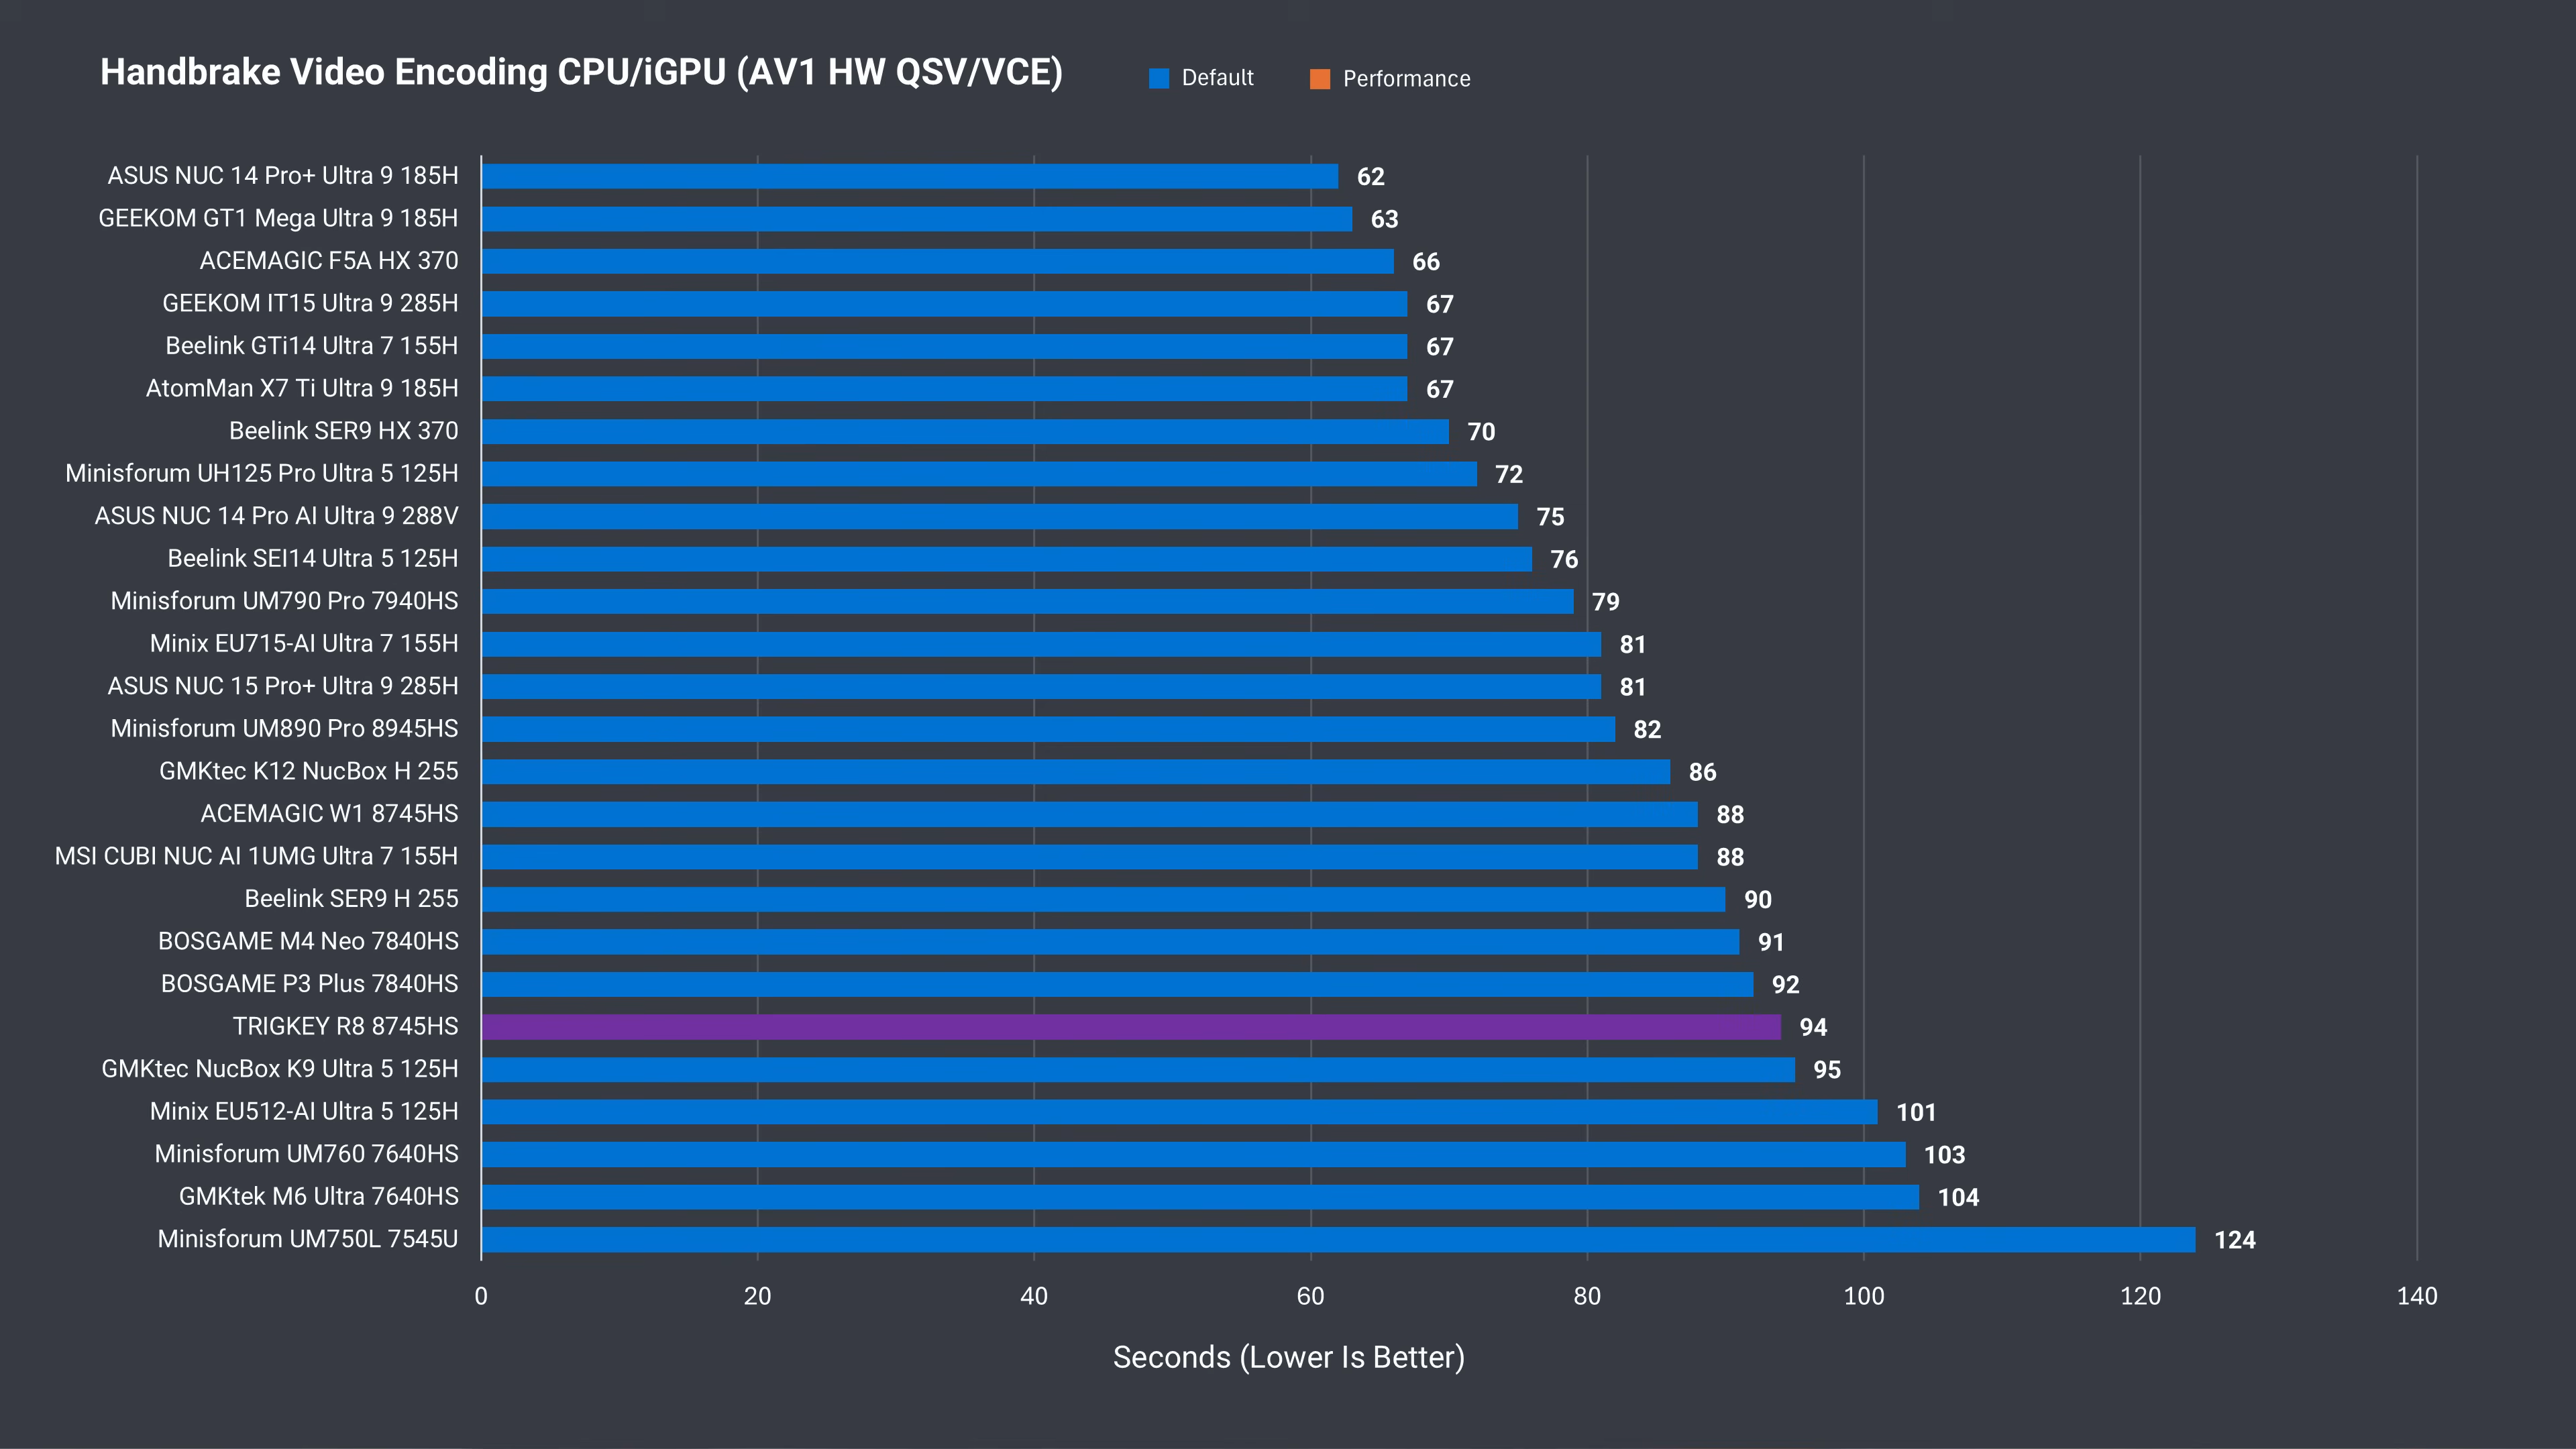 Handbrake Video Encoding CPU/iGPU (AV1 HW QSV/VCE)
Default
Performance
ASUS NUC 14 Pro+ Ultra 9 185H 62
GEEKOM GT1 Mega Ultra 9 185H 63
ACEMAGIC F5A HX 370 66
GEEKOM IT15 Ultra 9 285H 67
Beelink GTi14 Ultra 7 155H 67
AtomMan X7 Ti Ultra 9 185H 67
Beelink SER9 HX 370 70
Minisforum UH125 Pro Ultra 5 125H 72
ASUS NUC 14 Pro AI Ultra 9 288V 75
Beelink SEI14 Ultra 5 125H 76
Minisforum UM790 Pro 7940HS 79
Minix EU715-AI Ultra 7 155H 81
ASUS NUC 15 Pro+ Ultra 9 285H 81
Minisforum UM890 Pro 8945HS 82
GMKtec K12 NucBox H 255 86
ACEMAGIC W1 8745HS 88
MSI CUBI NUC AI 1UMG Ultra 7 155H 88
Beelink SER9 H 255 90
BOSGAME M4 Neo 7840HS 91
BOSGAME P3 Plus 7840HS 92
TRIGKEY R8 8745HS 94
GMKtec NucBox K9 Ultra 5 125H 95
Minix EU512-AI Ultra 5 125H 101
Minisforum UM760 7640HS 103
GMKtek M6 Ultra 7640HS 104
Minisforum UM750L 7545U 124
0 20 40 60 80 100 120 140
Seconds (Lower Is Better)